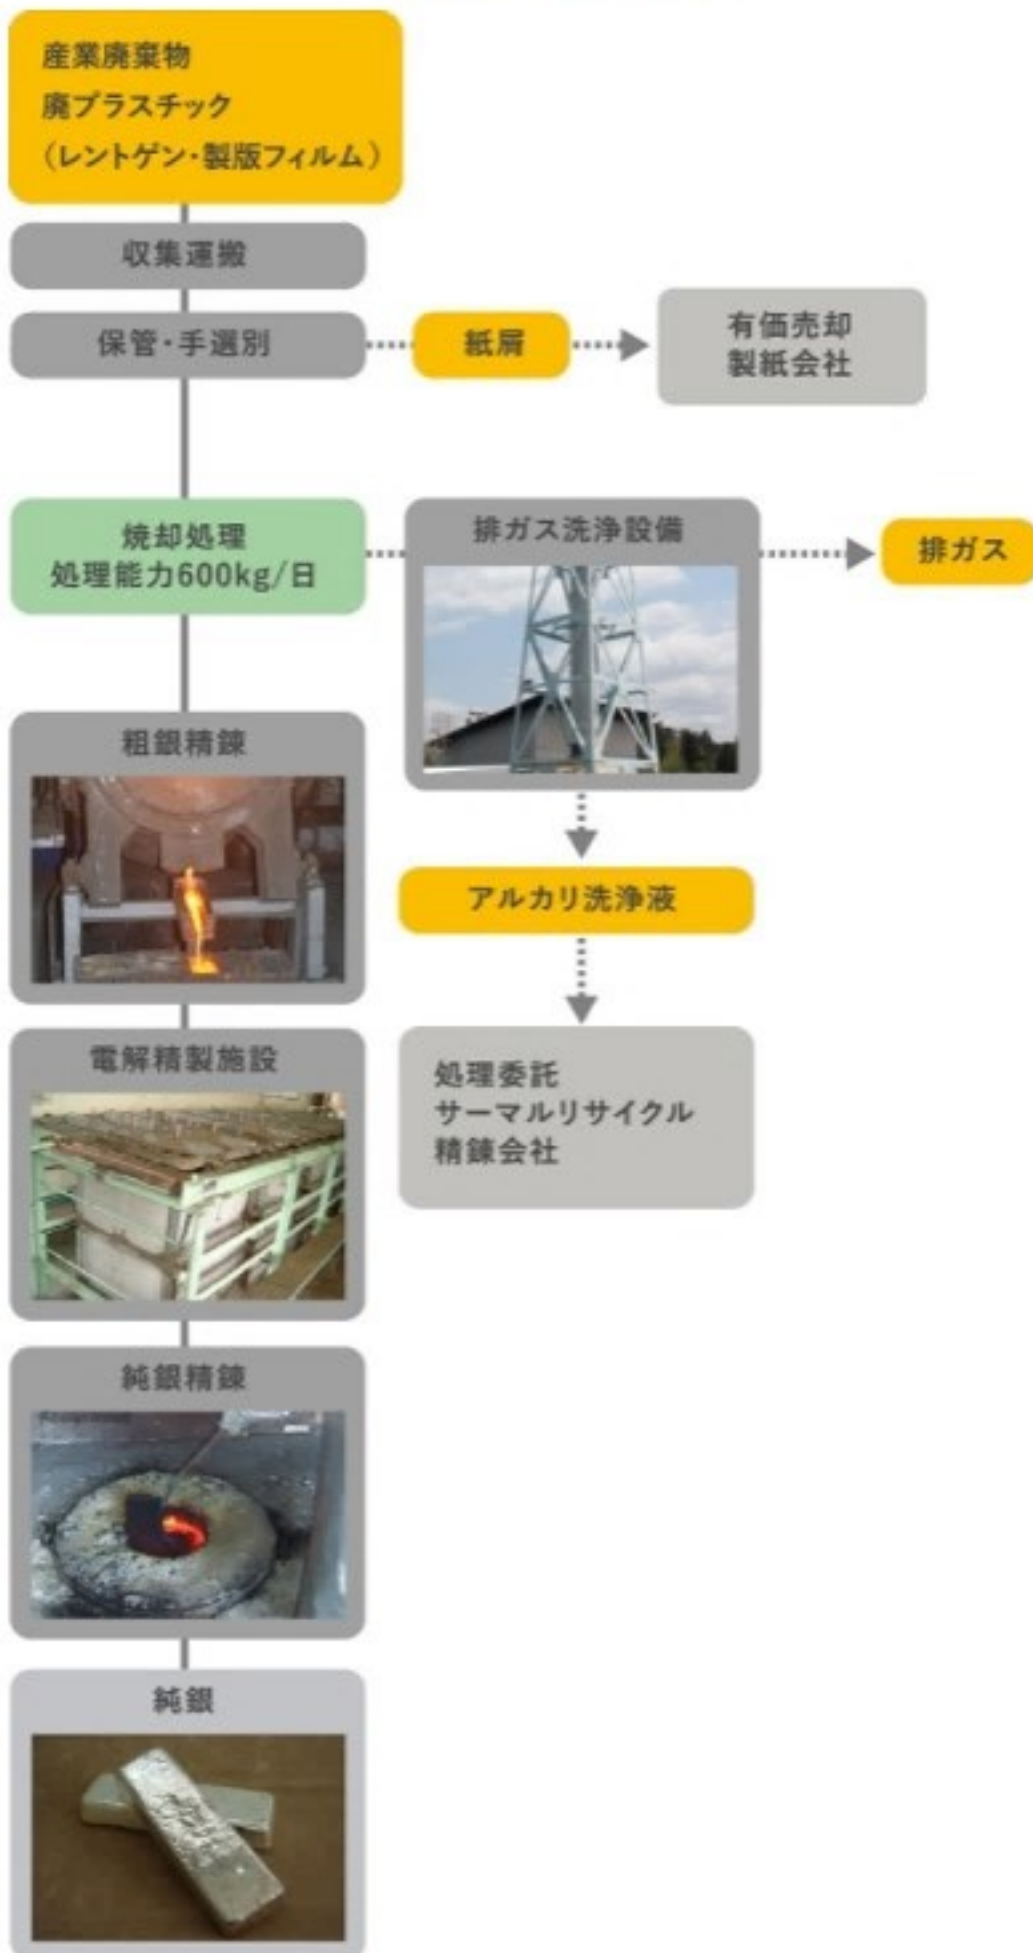 産業廃棄物
廃プラスチック
（レントゲン・製版フィルム）
収集運搬
保管・手選別
紙屑
有価売却
製紙会社
焼却処理
処理能力600kg/日
排ガス洗浄設備
排ガス
粗銀精錬
アルカリ洗浄液
電解精製施設
処理委託
サーマルリサイクル
精錬会社
純銀精錬
純銀